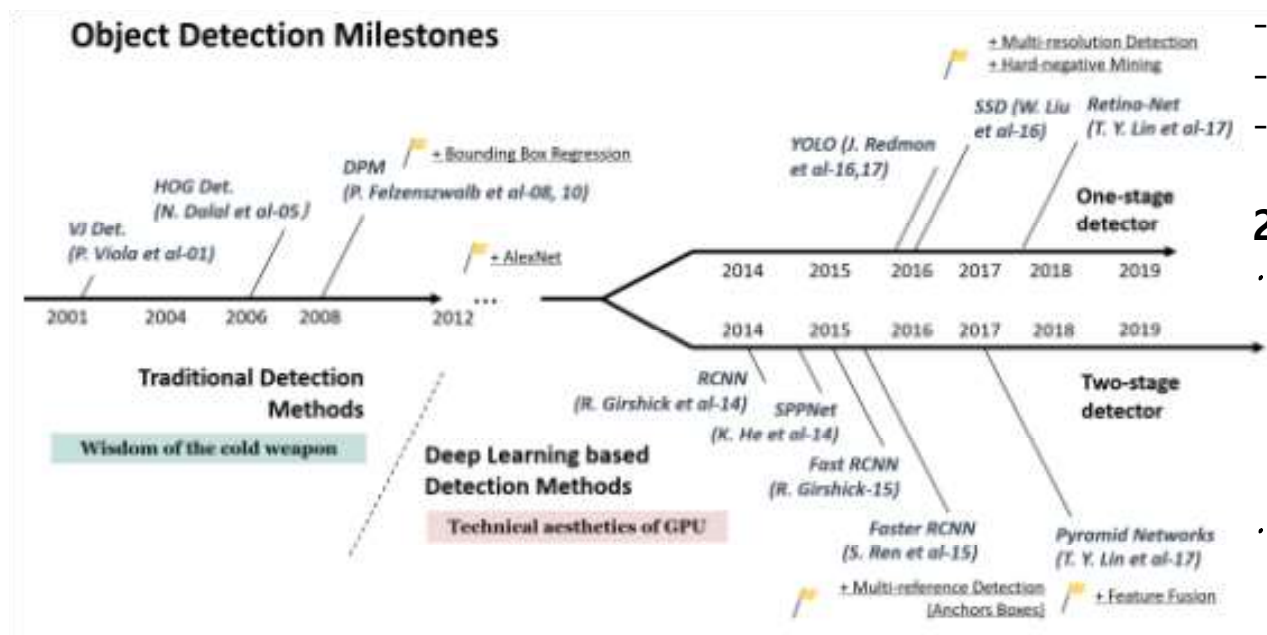 Object Detection Milestones
+ Multi-resolution Detection
+ Hard-negative Mining
SSD (W. Liu
et al-16)
Retina-Net
(T. Y. Lin et al-17)
YOLO (J. Redmon
et al-16,17)
DPM
(P. Felzenszwalb et al-08, 10)
+ Bounding Box Regression
HOG Det.
(N. Dalal et al-05)
VJ Det.
(P. Viola et al-01)
+ AlexNet
...
One-stage
detector
2014 2015 2016 2017 2018 2019
2001 2004 2006 2008 2012
2014 2015 2016 2017 2018 2019
Traditional Detection
Methods
Wisdom of the cold weapon
Deep Learning based
Detection Methods
Technical aesthetics of GPU
RCNN
(R. Girshick et al-14)
SPPNet
(K. He et al-14)
Fast RCNN
(R. Girshick-15)
Faster RCNN
(S. Ren et al-15)
+ Multi-reference Detection
(Anchors Boxes)
Two-stage
detector
Pyramid Networks
(T. Y. Lin et al-17)
+ Feature Fusion
-
-
-
2
.
.